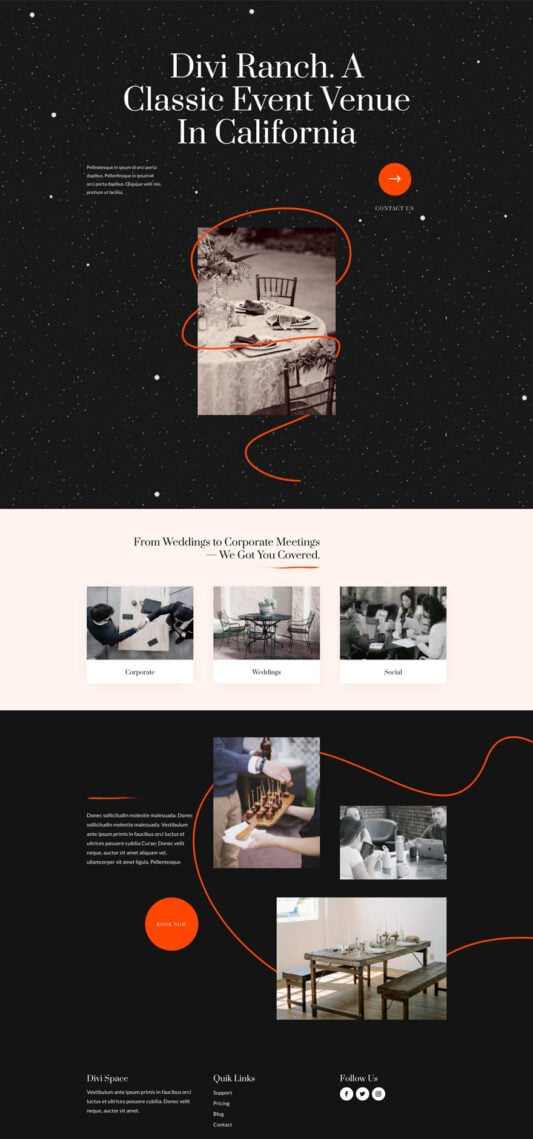 Divi Ranch. A
Classic Event Venue
In California
Pellentesque in ipsum id orci porta
dapibus. Pellentesque in ipsum id
orci porta dapibus. Quisque velit nisi,
pretium ut lacinia.
CONTACT US
From Weddings to Corporate Meetings
— We Got You Covered.
Corporate
Weddings
Social
Donec sollicitudin molestie malesuada. Donec
sollicitudin molestie malesuada. Vestibulum
ante ipsum primis in faucibus orci luctus et
ultrices posuere cubilia Curae; Donec velit
neque, auctor sit amet aliquam vel,
ullamcorper sit amet ligula. Pellentesque
BOOK NOW
Divi Space
Vestibulum ante ipsum primis in faucibus orci
luctus et ultrices posuere cubilia. Donec velit
neque, auctor sit amet.
Quik Links
Support
Pricing
Blog
Contact
Follow Us